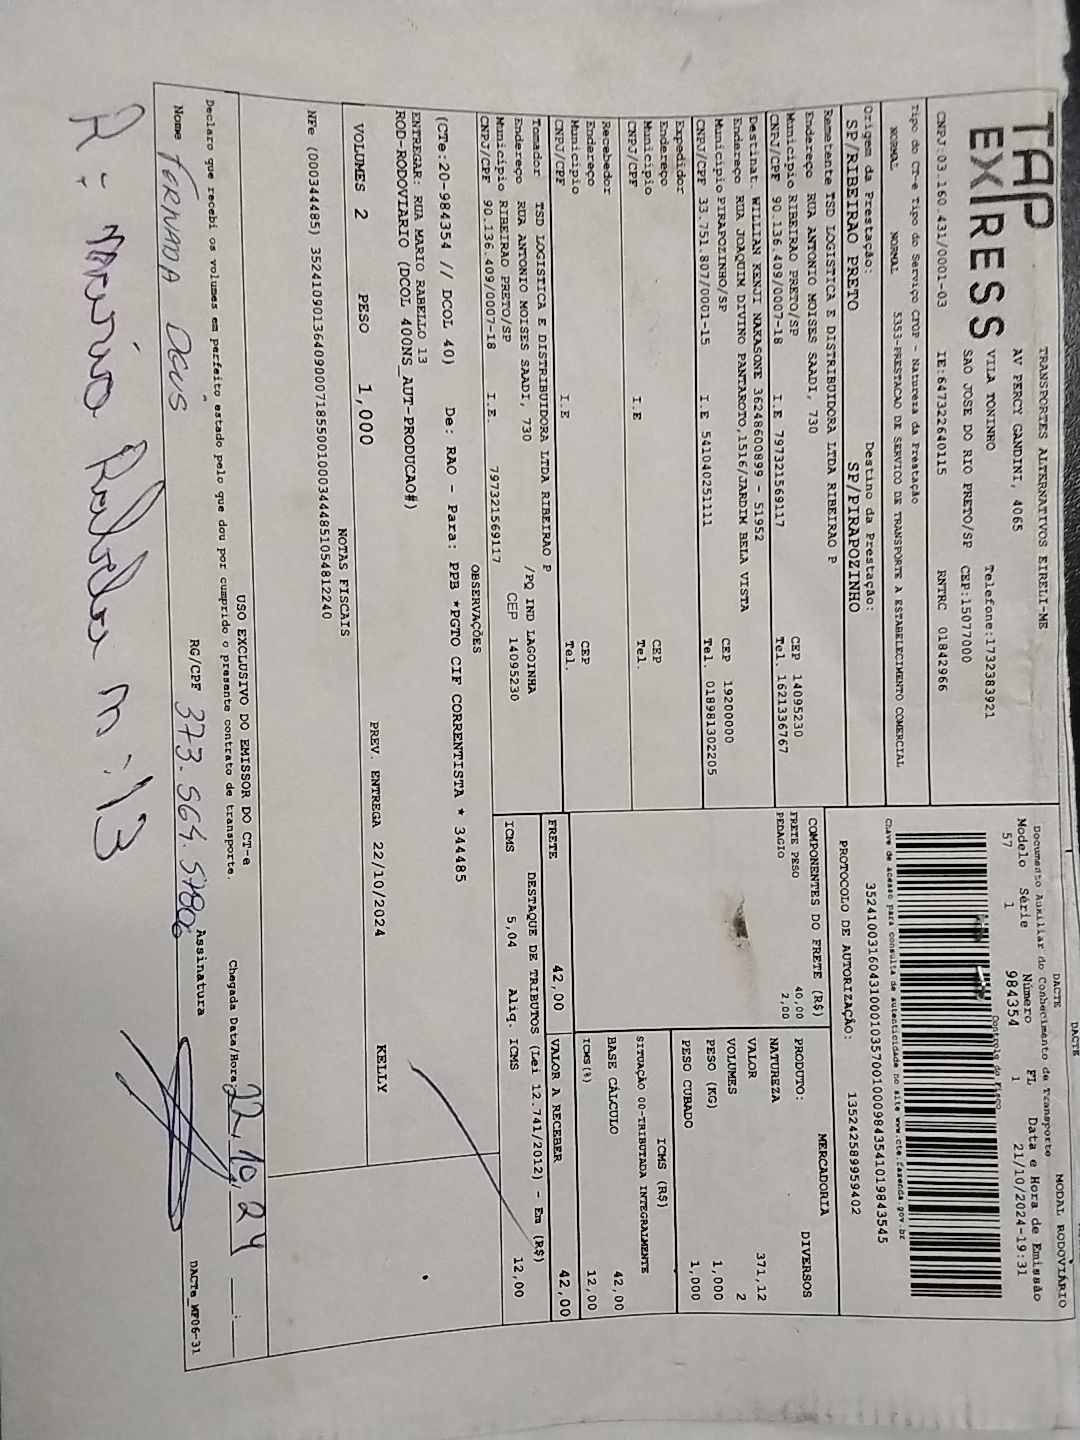 DACTE
TAP
EXPRESS
TRANSPORTES ALTERNATIVOS EIRELI-ME
AV PERCY GANDINI, 4065
VILA TONINHO Telefone:1732383921
SAO JOSE DO RIO PRETO/SP CEP:15077000
CNPJ:03.160.431/0001-03 IE:647322640115 RNTRC 01842966
DACTE MODAL RODOVIÁRIO
Documento Auxiliar do Conhecimento de Transporte
Modelo Série Número FL Data e Hora de Emissão
57 1 984354 1 21/10/2024-19:31
Controle do Fisco
Chave de acesso para consulta de autenticidade no site www.cte.fazenda.gov.br
35241003160431000103570010009843541019843545
PROTOCOLO DE AUTORIZAÇÃO: 135242589959402
Tipo do CT-e Tipo do Serviço CFOP - Natureza da Prestação
NORMAL NORMAL 5353-PRESTACAO DE SERVICO DE TRANSPORTE A ESTABELECIMENTO COMERCIAL
Origem da Prestação: Destino da Prestação:
SP/RIBEIRAO PRETO SP/PIRAPOZINHO
Remetente TSD LOGISTICA E DISTRIBUIDORA LTDA RIBEIRAO P
Endereço RUA ANTONIO MOISES SAADI, 730
Município RIBEIRAO PRETO/SP CEP 14095230
CNPJ/CPF 90.136.409/0007-18 I.E 797321569117 Tel. 1621336767
Destinat. WILLIAN KENJI NAKASONE 36248600899 - 51952
Endereço RUA JOAQUIM DIVINO PANTAROTO,1516/JARDIM BELA VISTA
Município PIRAPOZINHO/SP CEP 19200000
CNPJ/CPF 33.751.807/0001-15 I.E 541040251111 Tel. 018981302205
Expedidor
Endereço
Município CEP
CNPJ/CPF I.E Tel.
Recebedor
Endereço
Município CEP
CNPJ/CPF I.E Tel.
Tomador TSD LOGISTICA E DISTRIBUIDORA LTDA RIBEIRAO P
Endereço RUA ANTONIO MOISES SAADI, 730 /PQ IND LAGOINHA
Município RIBEIRAO PRETO/SP CEP 14095230
CNPJ/CPF 90.136.409/0007-18 I.E. 797321569117
COMPONENTES DO FRETE (R$)
FRETE PESO 40,00
PEDAGIO 2,00
FRETE 42,00
MERCADORIA
PRODUTO: DIVERSOS
NATUREZA
VALOR 371,12
VOLUMES 2
PESO (KG) 1,000
PESO CUBADO 1,000
ICMS (R$)
SITUAÇÃO 00-TRIBUTADA INTEGRALMENTE
BASE CÁLCULO 42,00
ICMS(%) 12,00
VALOR A RECEBER 42,00
DESTAQUE DE TRIBUTOS (Lei 12.741/2012) - Em (R$)
ICMS 5,04 Aliq. ICMS 12,00
OBSERVAÇÕES
(CTe:20-984354 // DCOL 40) De: RAO - Para: PPB *PGTO CIF CORRENTISTA * 344485
ENTREGAR: RUA MARIO RABELLO 13
ROD-RODOVIARIO (DCOL 400NS_AUT-PRODUCAO#)
KELLY
VOLUMES 2 PESO 1,000 PREV. ENTREGA 22/10/2024
NOTAS FISCAIS
NFe (000344485) 35241090136409000718550010003444851054812240
USO EXCLUSIVO DO EMISSOR DO CT-e
Declaro que recebi os volumes em perfeito estado pelo que dou por cumprido o presente contrato de transporte. Chegada Data/Hora: 22,10,24 :
Nome FERNADA DEUS RG/CPF 373.564.57806 Assinatura
DACTe_MP06-31
R: m:13